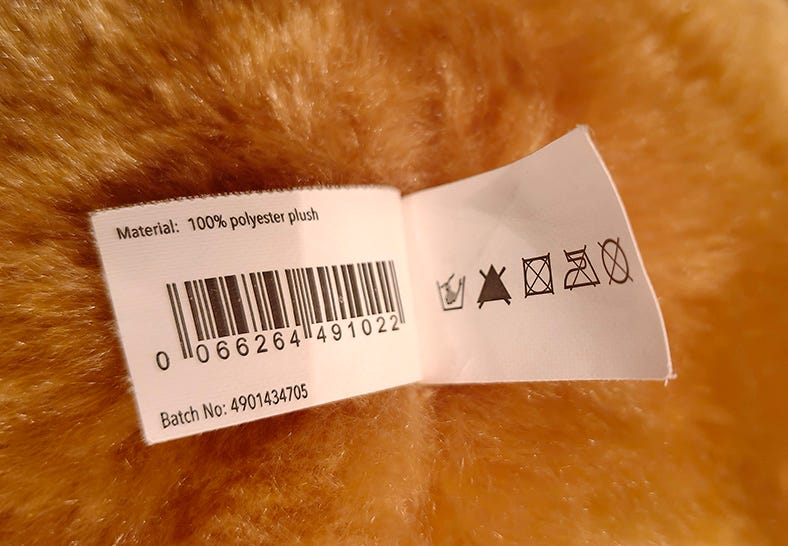 Material: 100% polyester plush
0 066264 491022
Batch No: 4901434705